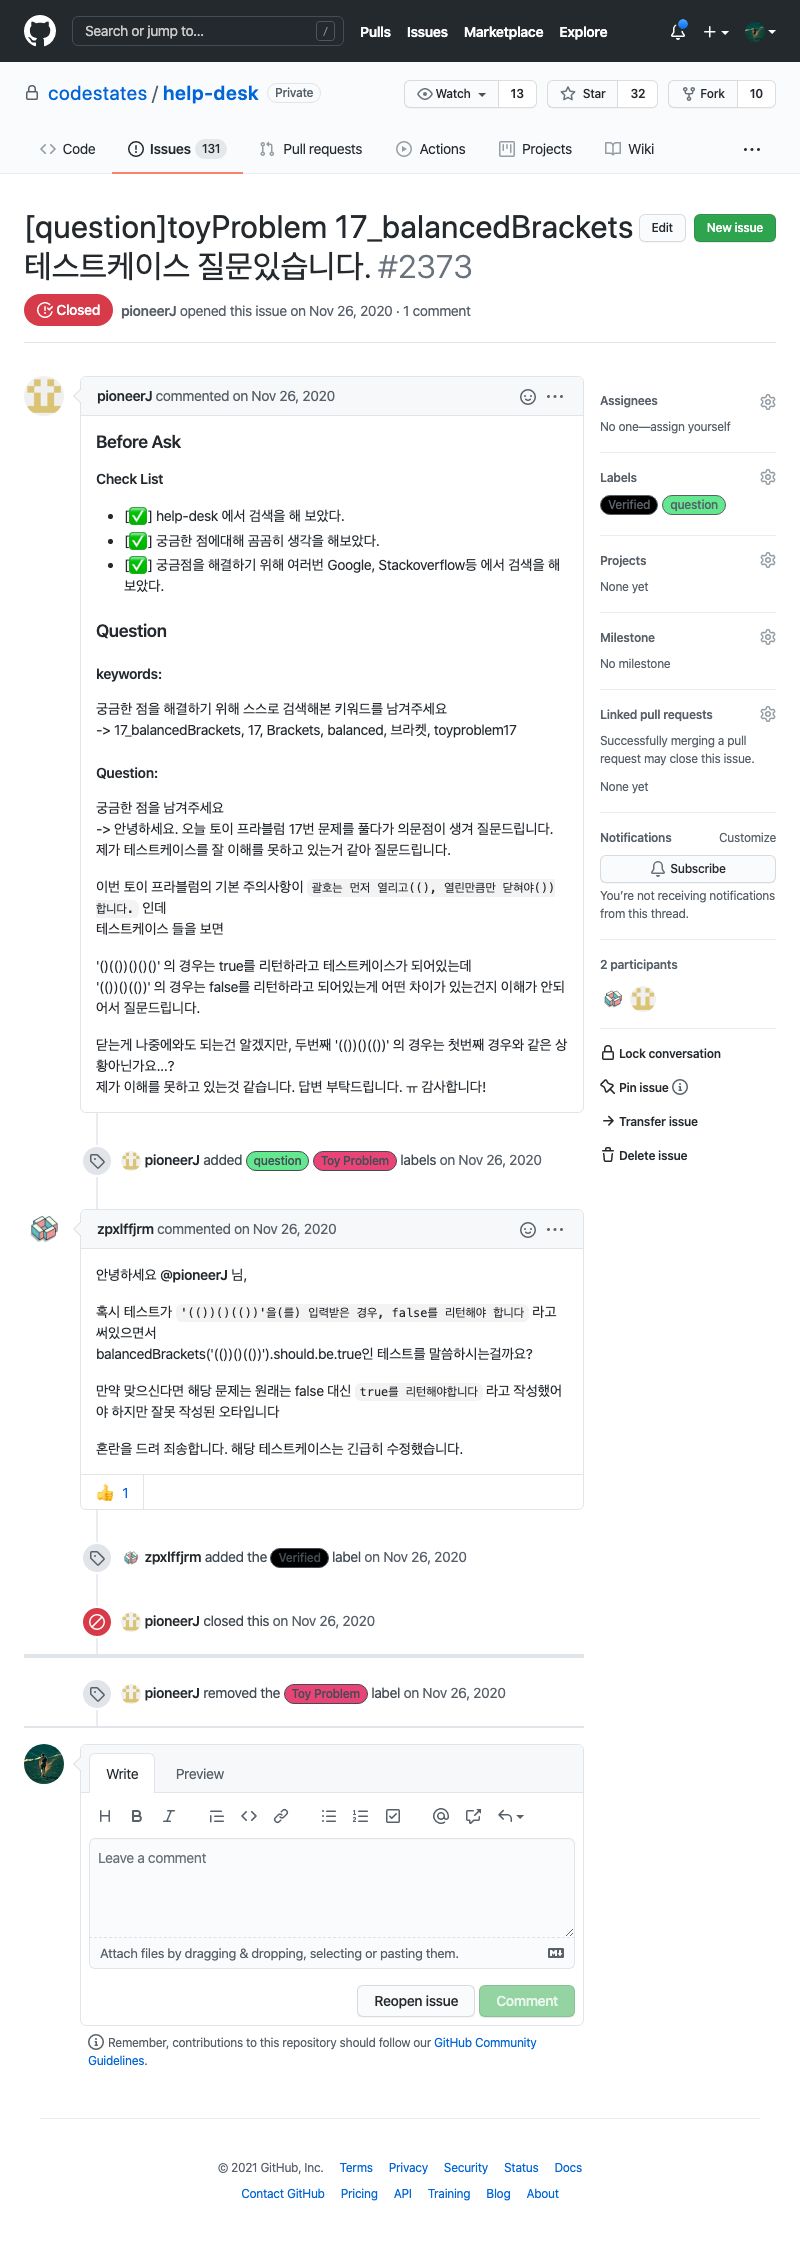 Search or jump to... /
Pulls Issues Marketplace Explore
codestates / help-desk Private
Watch 13 Star 32 Fork 10
Code Issues 131 Pull requests Actions Projects Wiki ...
[question]toyProblem 17_balancedBrackets
테스트케이스 질문있습니다. #2373
Edit New issue
Closed pioneerJ opened this issue on Nov 26, 2020 · 1 comment
pioneerJ commented on Nov 26, 2020
Before Ask
Check List
• [✅] help-desk 에서 검색을 해 보았다.
• [✅] 궁금한 점에대해 곰곰히 생각을 해보았다.
• [✅] 궁금점을 해결하기 위해 여러번 Google, Stackoverflow등 에서 검색을 해
보았다.
Question
keywords:
궁금한 점을 해결하기 위해 스스로 검색해본 키워드를 남겨주세요
-> 17_balancedBrackets, 17, Brackets, balanced, 브라켓, toyproblem17
Question:
궁금한 점을 남겨주세요
-> 안녕하세요. 오늘 토이 프라블럼 17번 문제를 풀다가 의문점이 생겨 질문드립니다.
제가 테스트케이스를 잘 이해를 못하고 있는거 같아 질문드립니다.
이번 토이 프라블럼의 기본 주의사항이 괄호는 먼저 열리고((), 열린만큼만 닫혀야())
합니다. 인데
테스트케이스 들을 보면
'()(())()()()' 의 경우는 true를 리턴하라고 테스트케이스가 되어있는데
'(())()(())' 의 경우는 false를 리턴하라고 되어있는게 어떤 차이가 있는건지 이해가 안되
어서 질문드립니다.
닫는게 나중에와도 되는건 알겠지만, 두번째 '(())()(())' 의 경우는 첫번째 경우와 같은 상
황아닌가요...?
제가 이해를 못하고 있는것 같습니다. 답변 부탁드립니다. ㅠ 감사합니다!
pioneerJ added question Toy Problem labels on Nov 26, 2020
zpxlffjrm commented on Nov 26, 2020
안녕하세요 @pioneerJ 님,
혹시 테스트가 '(())()(())'을(를) 입력받은 경우, false를 리턴해야 합니다 라고
써있으면서
balancedBrackets('(())()(())').should.be.true인 테스트를 말씀하시는걸까요?
만약 맞으신다면 해당 문제는 원래는 false 대신 true를 리턴해야합니다 라고 작성했어
야 하지만 잘못 작성된 오타입니다
혼란을 드려 죄송합니다. 해당 테스트케이스는 긴급히 수정했습니다.
👍 1
zpxlffjrm added the Verified label on Nov 26, 2020
pioneerJ closed this on Nov 26, 2020
pioneerJ removed the Toy Problem label on Nov 26, 2020
Write Preview
Leave a comment
Attach files by dragging & dropping, selecting or pasting them.
Reopen issue Comment
Remember, contributions to this repository should follow our GitHub Community
Guidelines.
Assignees
No one—assign yourself
Labels
Verified question
Projects
None yet
Milestone
No milestone
Linked pull requests
Successfully merging a pull
request may close this issue.
None yet
Notifications Customize
Subscribe
You're not receiving notifications
from this thread.
2 participants
Lock conversation
Pin issue
Transfer issue
Delete issue
© 2021 GitHub, Inc. Terms Privacy Security Status Docs
Contact GitHub Pricing API Training Blog About